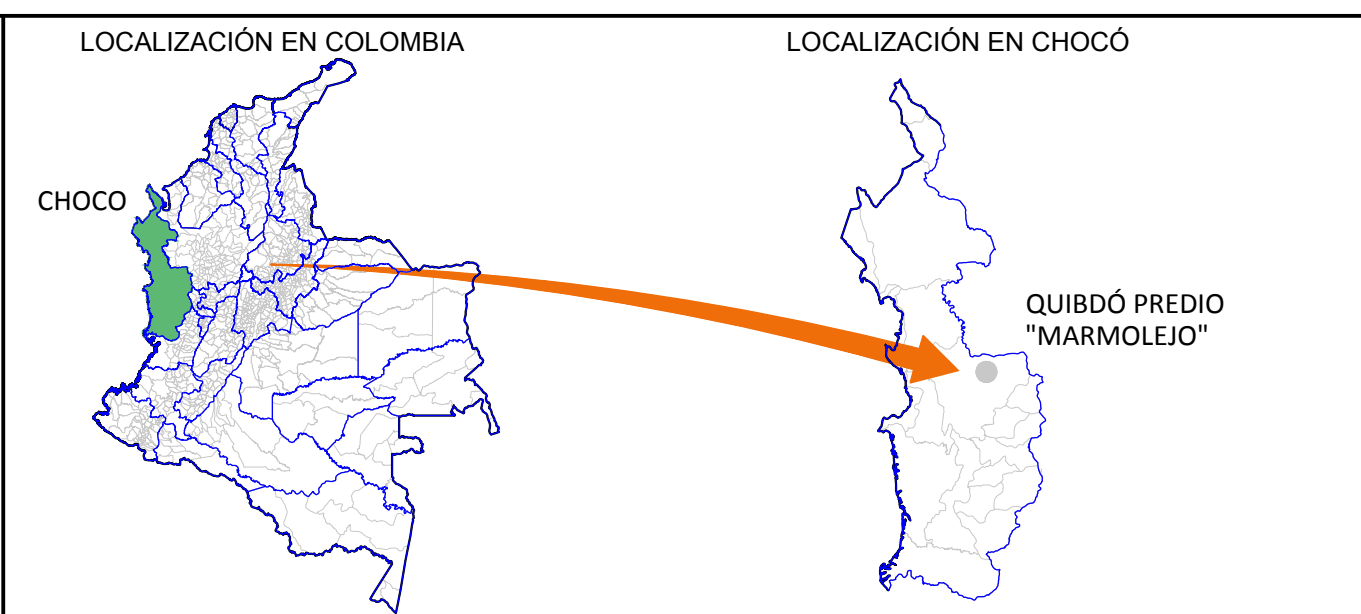 LOCALIZACIÓN EN COLOMBIA
LOCALIZACIÓN EN CHOCÓ
CHOCO
QUIBDÓ PREDIO
"MARMOLEJO"